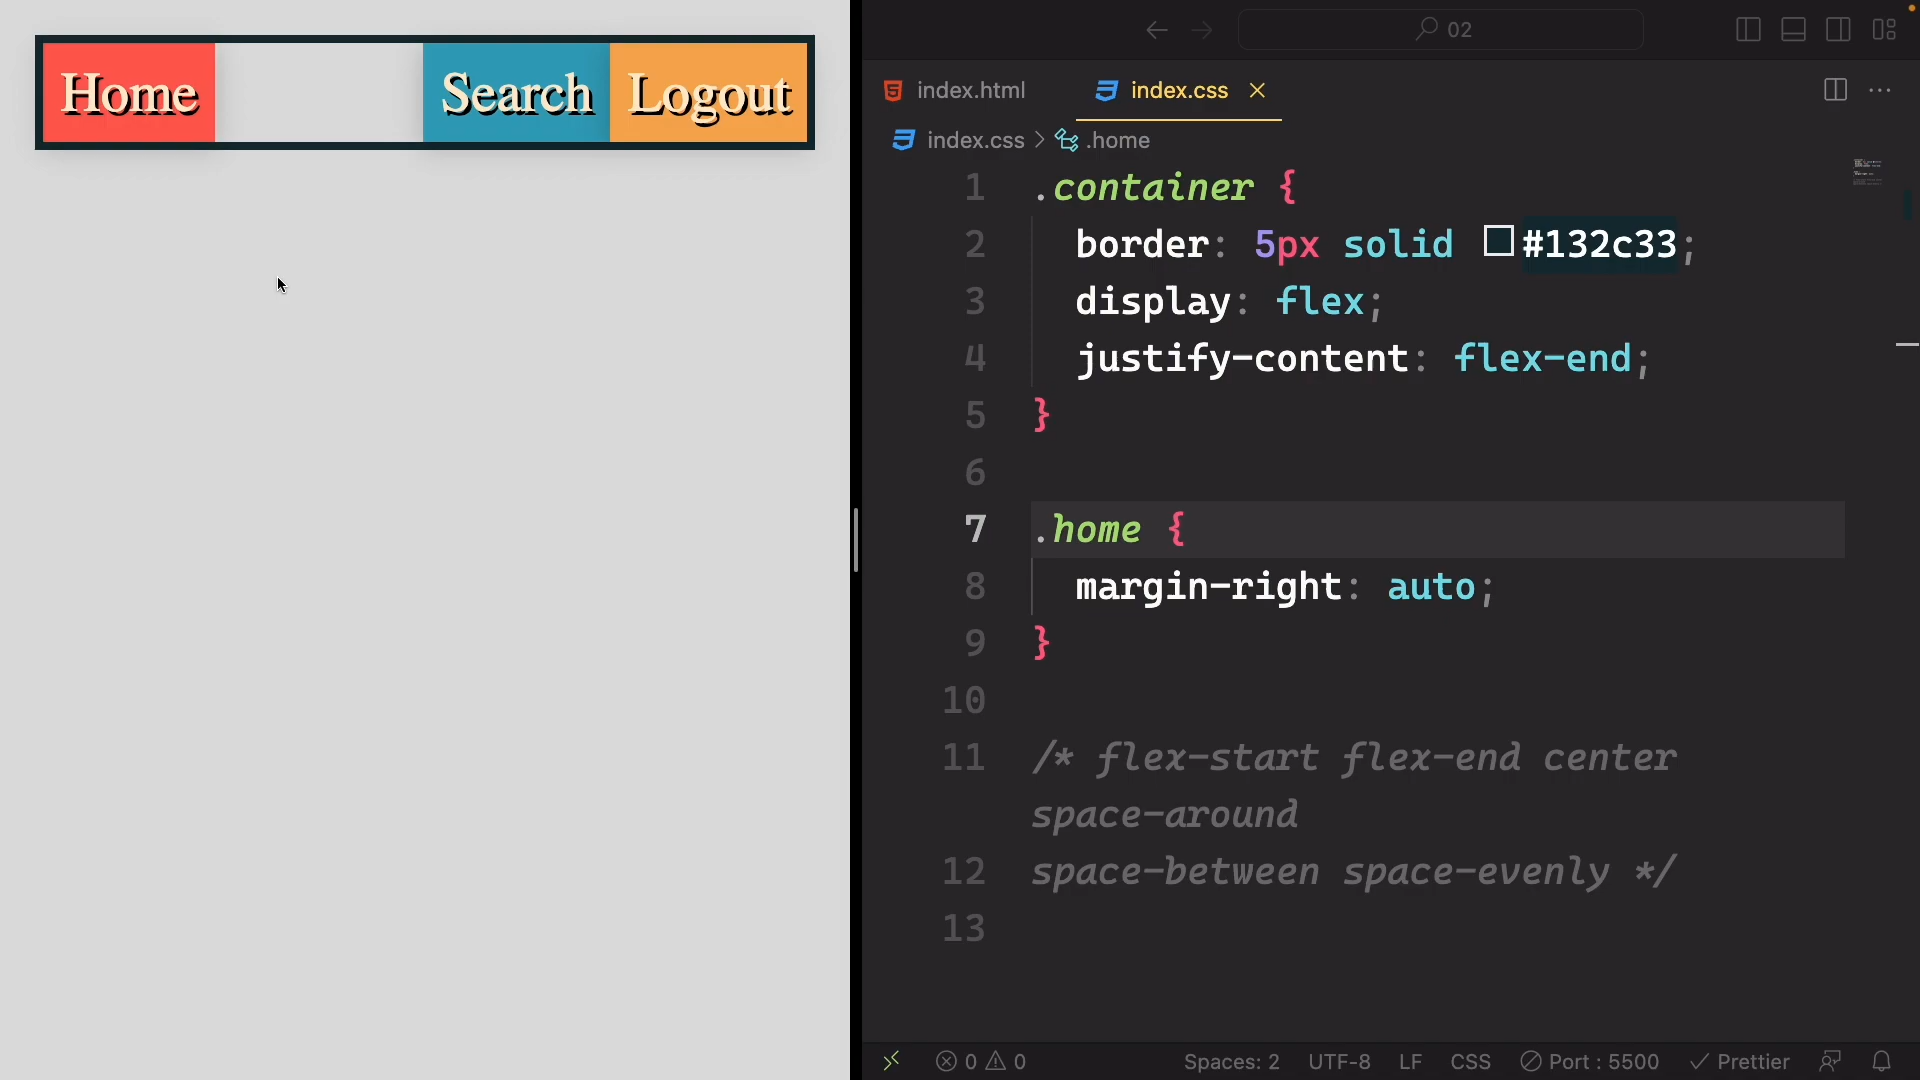 Home
Search
Logout
02
index.html
index.css
index.css > .home
1 .container {
2 border: 5px solid #132c33;
3 display: flex;
4 justify-content: flex-end;
5 }
6
7 .home {
8 margin-right: auto;
9 }
10
11 /* flex-start flex-end center
space-around
12 space-between space-evenly */
13
0 0 Spaces: 2 UTF-8 LF CSS Port : 5500 Prettier